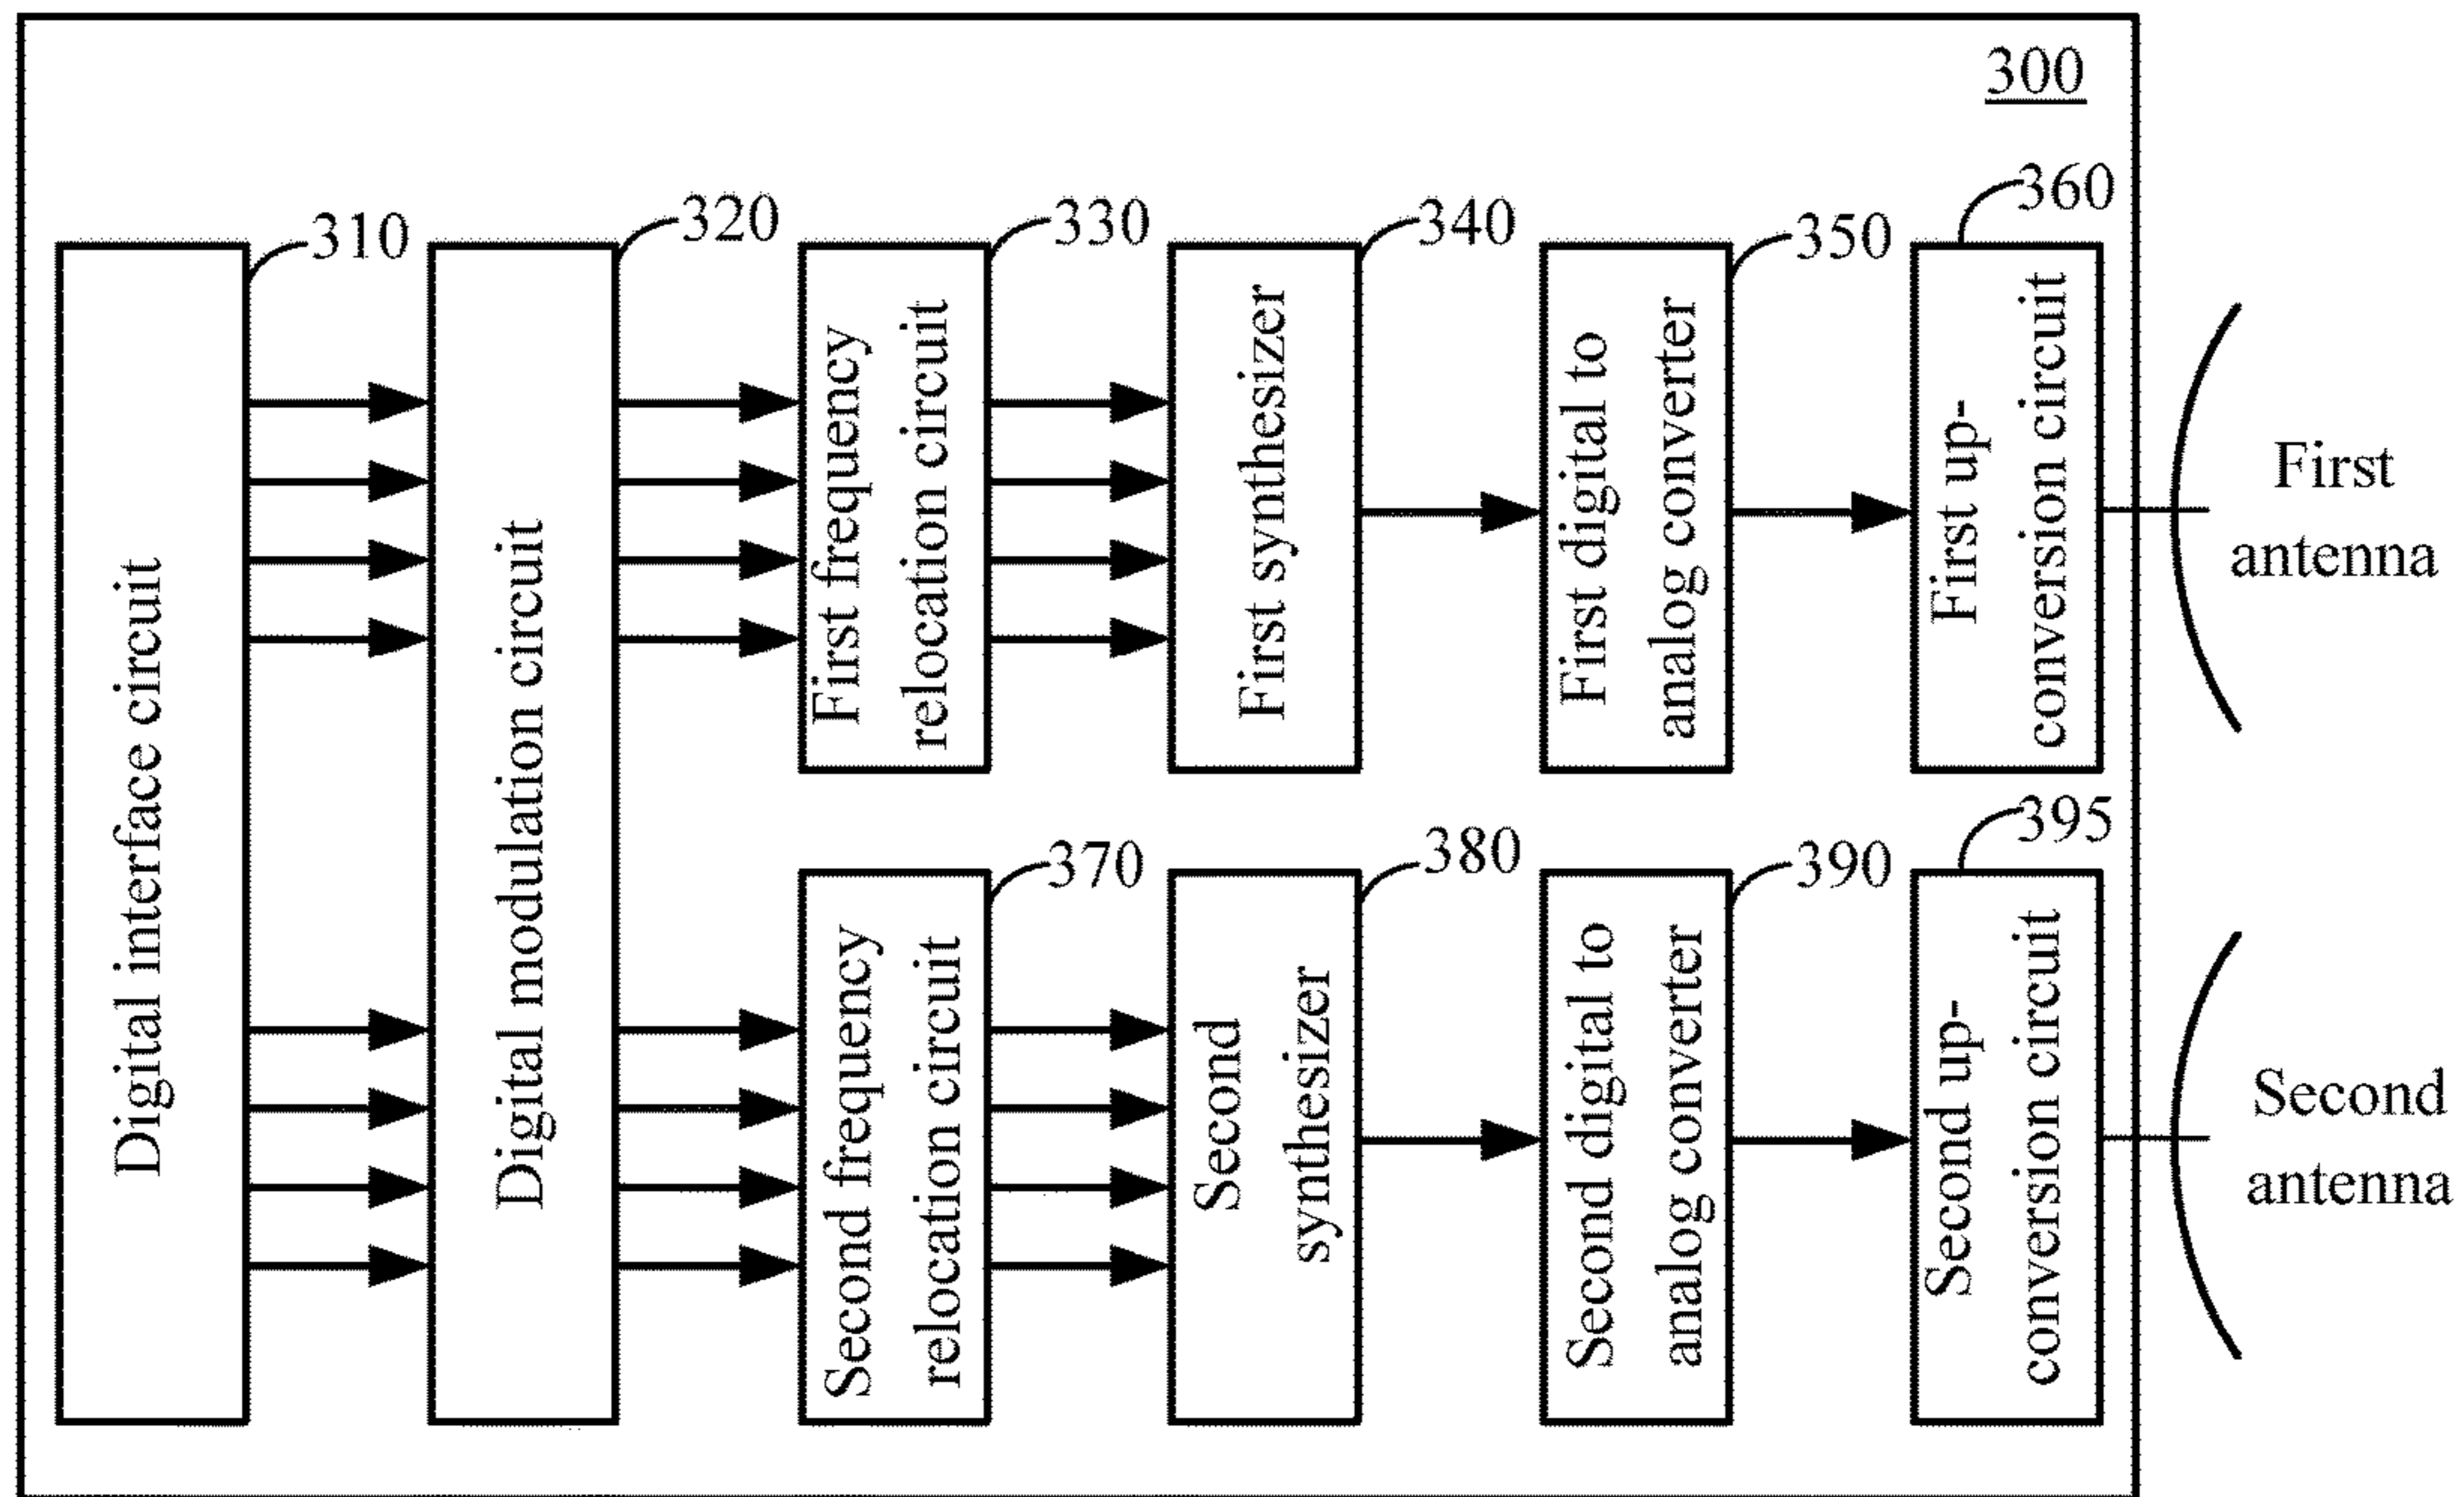 300
310
320
330
340
350
360
Digital interface circuit
Digital modulation circuit
First frequency
relocation circuit
First synthesizer
First digital to
analog converter
First up-
conversion circuit
First
antenna
370
380
390
395
Second frequency
relocation circuit
Second
synthesizer
Second digital to
analog converter
Second up-
conversion circuit
Second
antenna